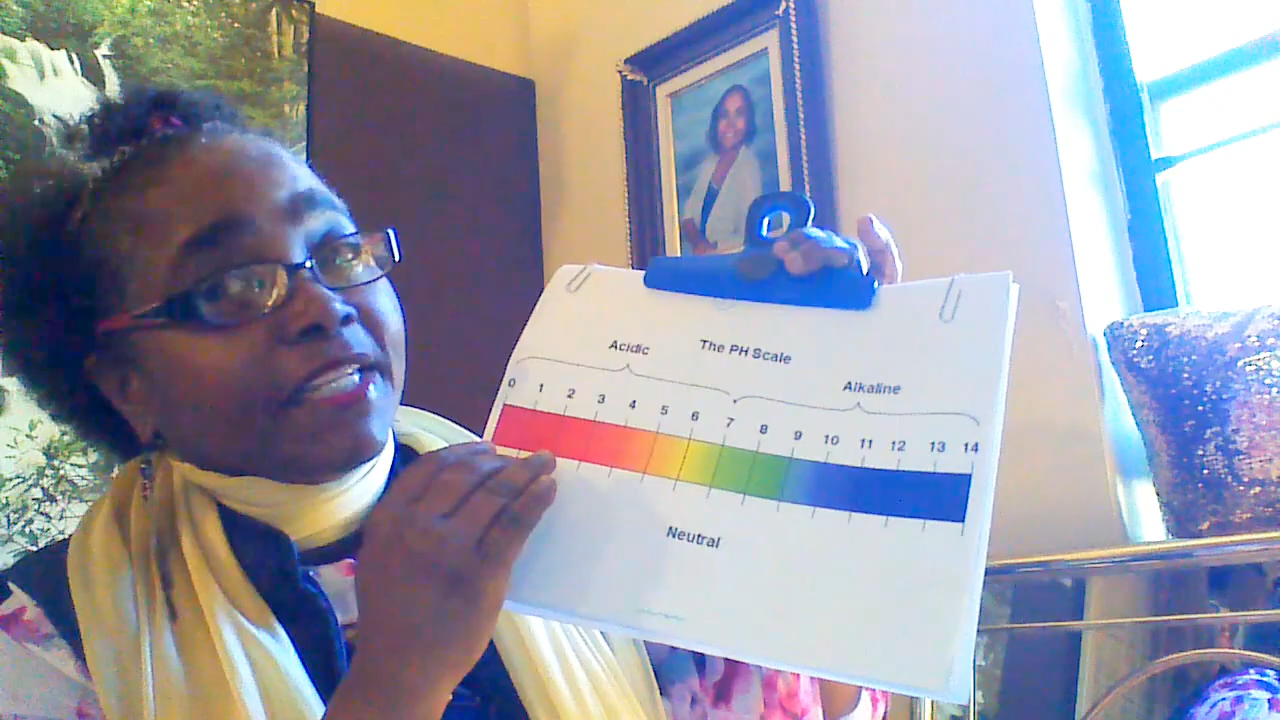 The PH Scale
Acidic
Alkaline
0 1 2 3 4 5 6 7 8 9 10 11 12 13 14
Neutral